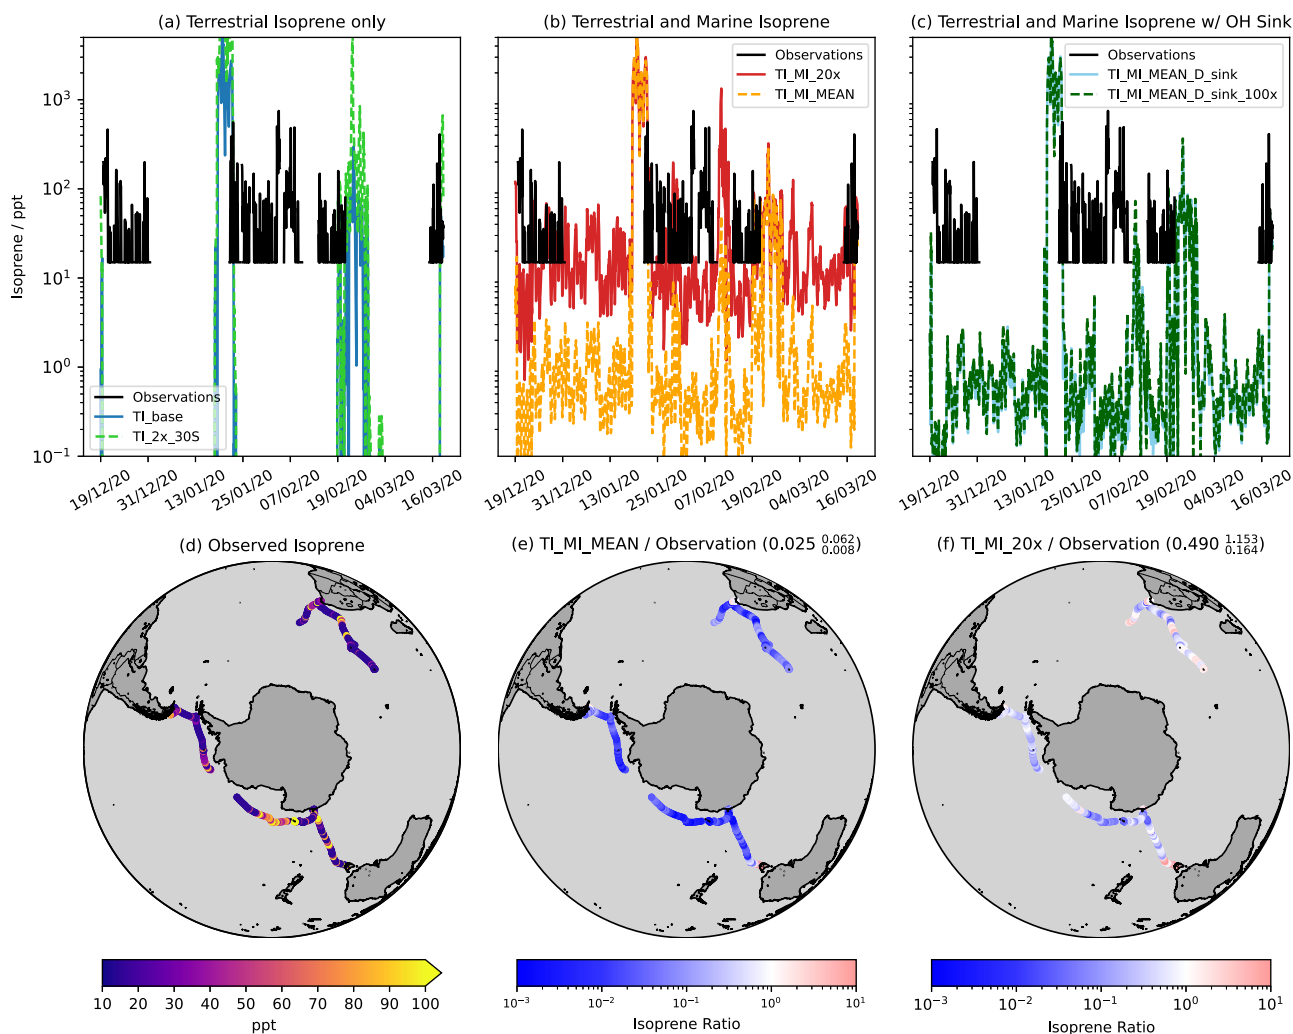 (a) Terrestrial Isoprene only
(b) Terrestrial and Marine Isoprene
(c) Terrestrial and Marine Isoprene w/ OH Sink
Isoprene / ppt
10³
10²
10¹
10⁰
10⁻¹
Observations
TI_base
TI_2x_30S
Observations
TI_MI_20x
TI_MI_MEAN
Observations
TI_MI_MEAN_D_sink
TI_MI_MEAN_D_sink_100x
19/12/20
31/12/20
13/01/20
25/01/20
07/02/20
19/02/20
04/03/20
16/03/20
19/12/20
31/12/20
13/01/20
25/01/20
07/02/20
19/02/20
04/03/20
16/03/20
19/12/20
31/12/20
13/01/20
25/01/20
07/02/20
19/02/20
04/03/20
16/03/20
(d) Observed Isoprene
(e) TI_MI_MEAN / Observation (0.025 0.062 0.008)
(f) TI_MI_20x / Observation (0.490 1.153 0.164)
10 20 30 40 50 60 70 80 90 100
ppt
10⁻³ 10⁻² 10⁻¹ 10⁰ 10¹
Isoprene Ratio
10⁻³ 10⁻² 10⁻¹ 10⁰ 10¹
Isoprene Ratio